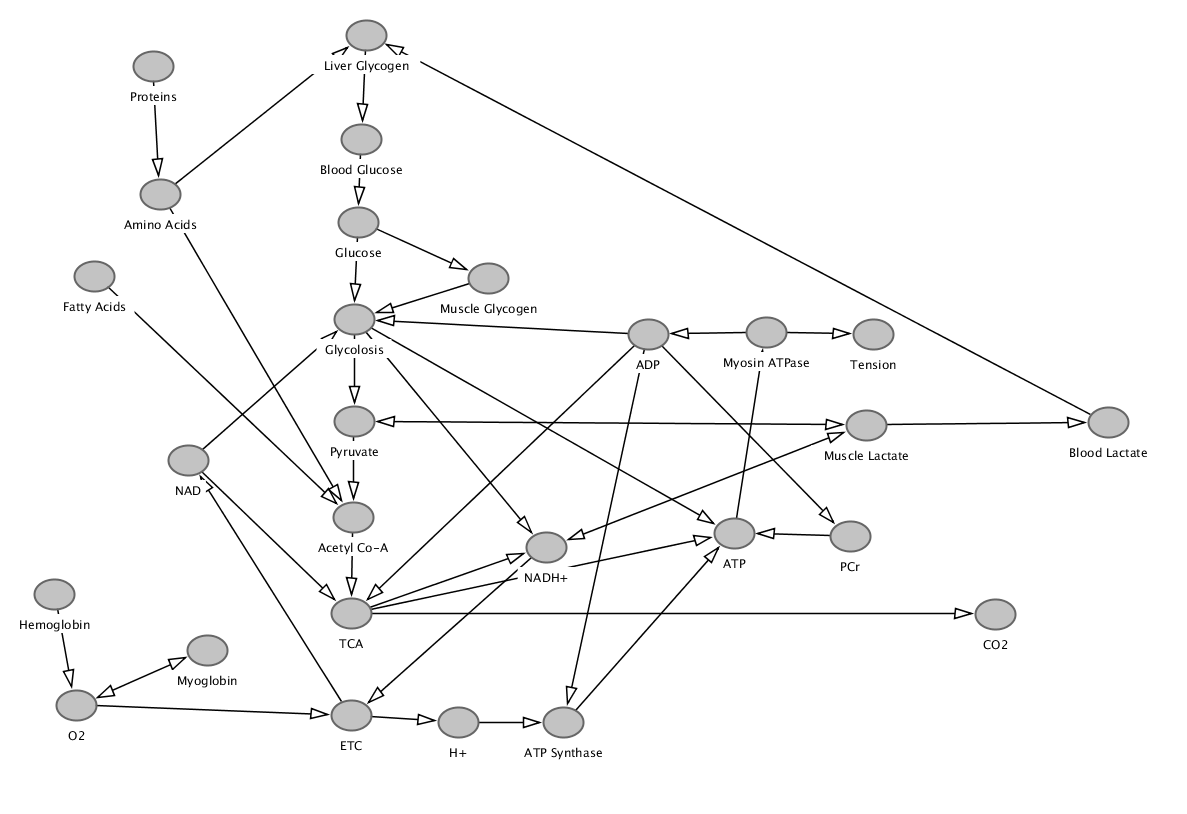 Liver Glycogen
Proteins
Blood Glucose
Amino Acids
Glucose
Fatty Acids
Muscle Glycogen
Glycolosis
ADP
Myosin ATPase
Tension
Pyruvate
Muscle Lactate
Blood Lactate
NAD
Acetyl Co-A
NADH+
ATP
PCr
Hemoglobin
TCA
CO2
Myoglobin
O2
ETC
H+
ATP Synthase